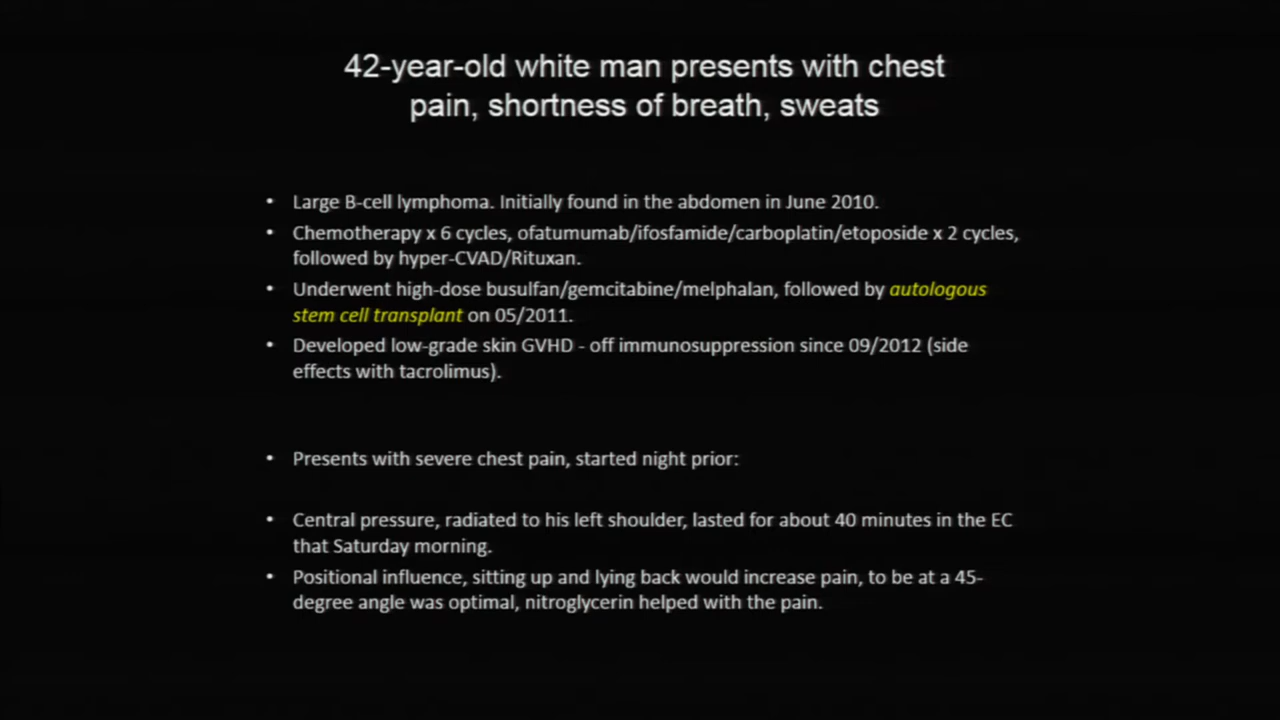 42-year-old white man presents with chest
pain, shortness of breath, sweats
• Large B-cell lymphoma. Initially found in the abdomen in June 2010.
• Chemotherapy x 6 cycles, ofatumumab/ifosfamide/carboplatin/etoposide x 2 cycles,
followed by hyper-CVAD/Rituxan.
• Underwent high-dose busulfan/gemcitabine/melphalan, followed by autologous
stem cell transplant on 05/2011.
• Developed low-grade skin GVHD - off immunosuppression since 09/2012 (side
effects with tacrolimus).
• Presents with severe chest pain, started night prior:
• Central pressure, radiated to his left shoulder, lasted for about 40 minutes in the EC
that Saturday morning.
• Positional influence, sitting up and lying back would increase pain, to be at a 45-
degree angle was optimal, nitroglycerin helped with the pain.